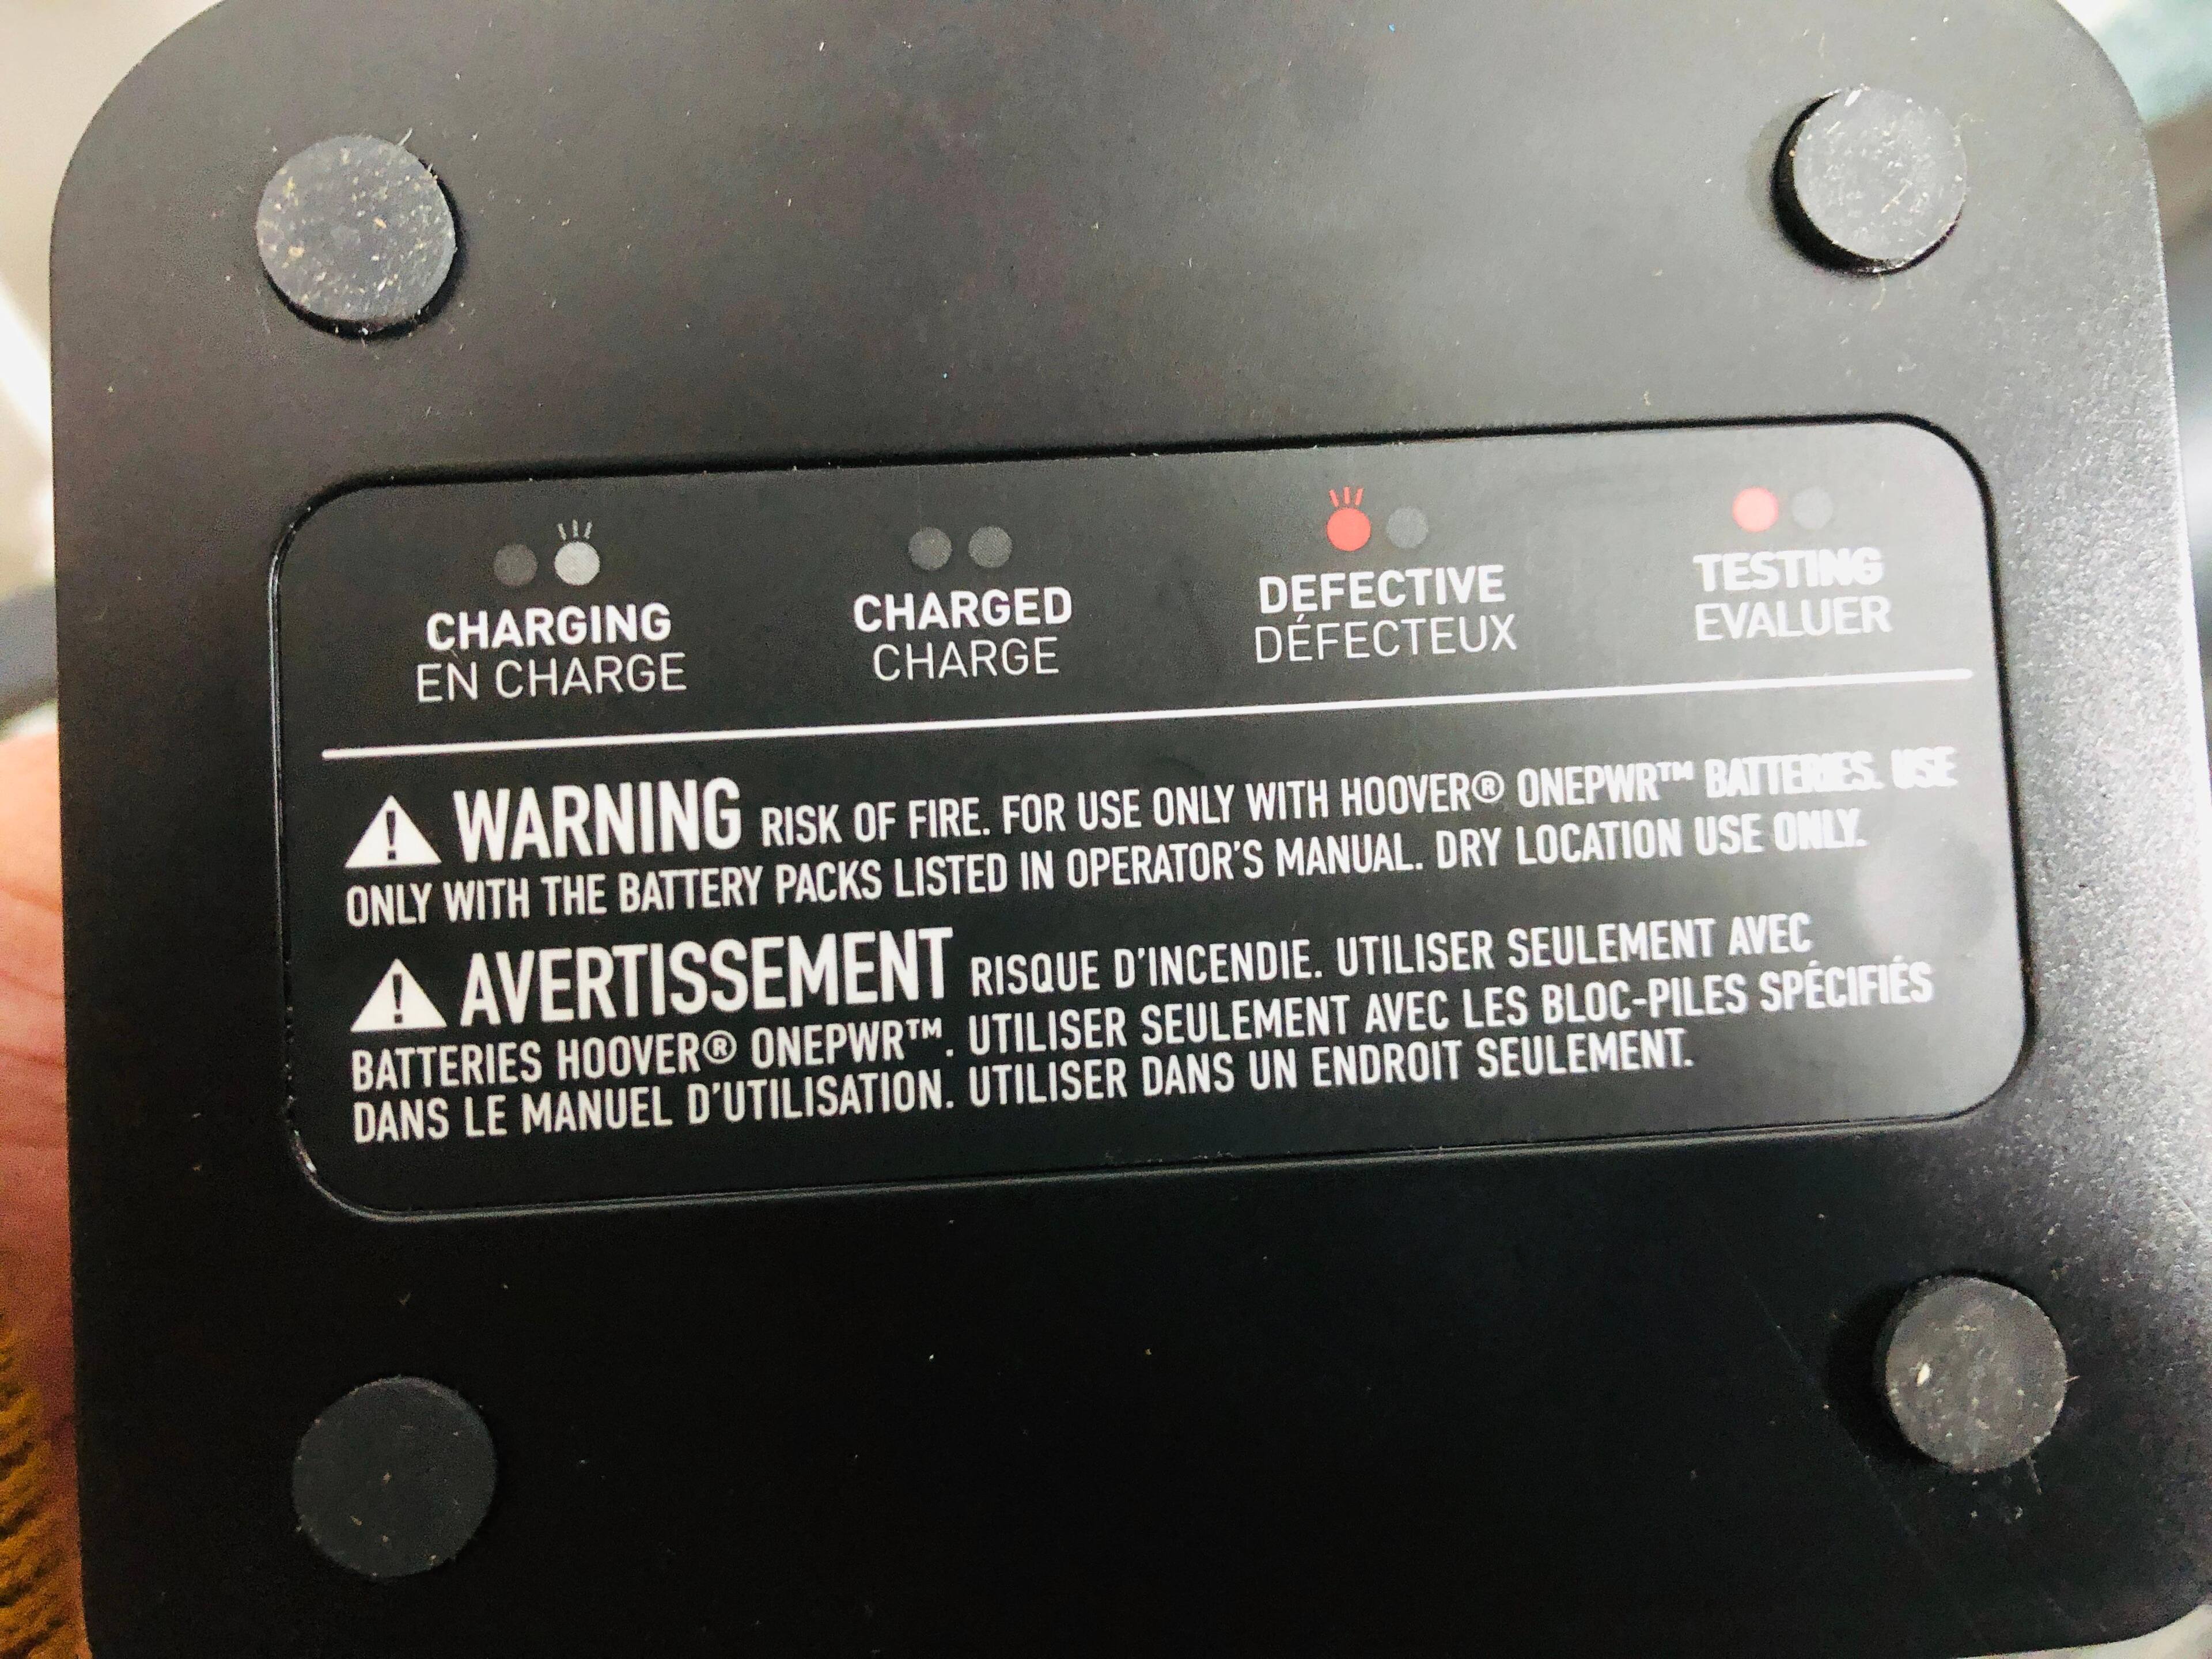 CHARGING
EN CHARGE
CHARGED
CHARGE
DEFECTIVE
DÉFECTEUX
TESTING
EVALUER
WARNING RISK OF FIRE. FOR USE ONLY WITH HOOVER® ONEPWR™ BATTERIES. USE
ONLY WITH THE BATTERY PACKS LISTED IN OPERATOR'S MANUAL. DRY LOCATION USE ONLY.
AVERTISSEMENT RISQUE D'INCENDIE. UTILISER SEULEMENT AVEC
BATTERIES HOOVER® ONEPWR™. UTILISER SEULEMENT AVEC LES BLOC-PILES SPÉCIFIÉS
DANS LE MANUEL D'UTILISATION. UTILISER DANS UN ENDROIT SEULEMENT.